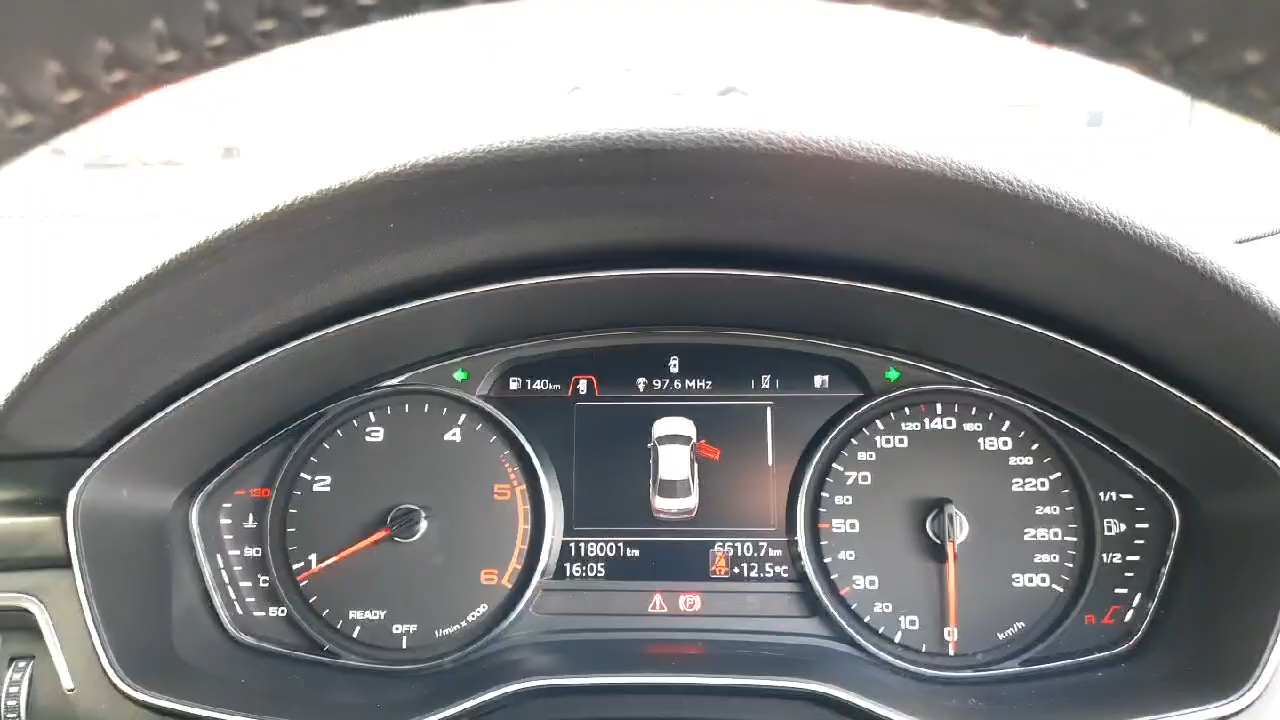 140km
97.6 MHz
118001km 6610.7km
16:05 +12.5°C
1 2 3 4 5 6
READY
OFF
1/min x 1000
130
90
°C
50
0 10 20 30 40 50 60 70 80 100 120 140 160 180 200 220 240 260 280 300
km/h
1/1
1/2
R
P